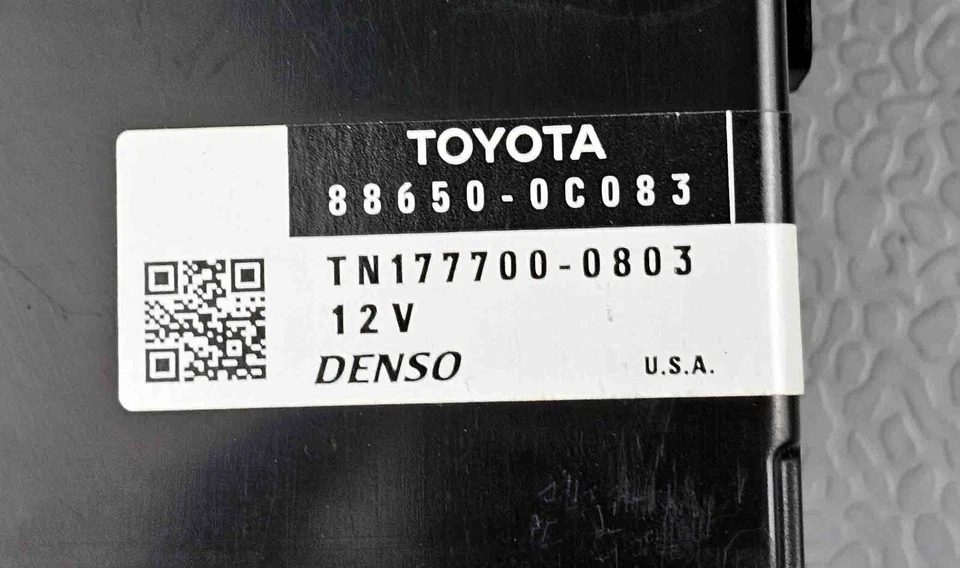 TOYOTA
88650-0C083
TN177700-0803
12V
DENSO
U.S.A.